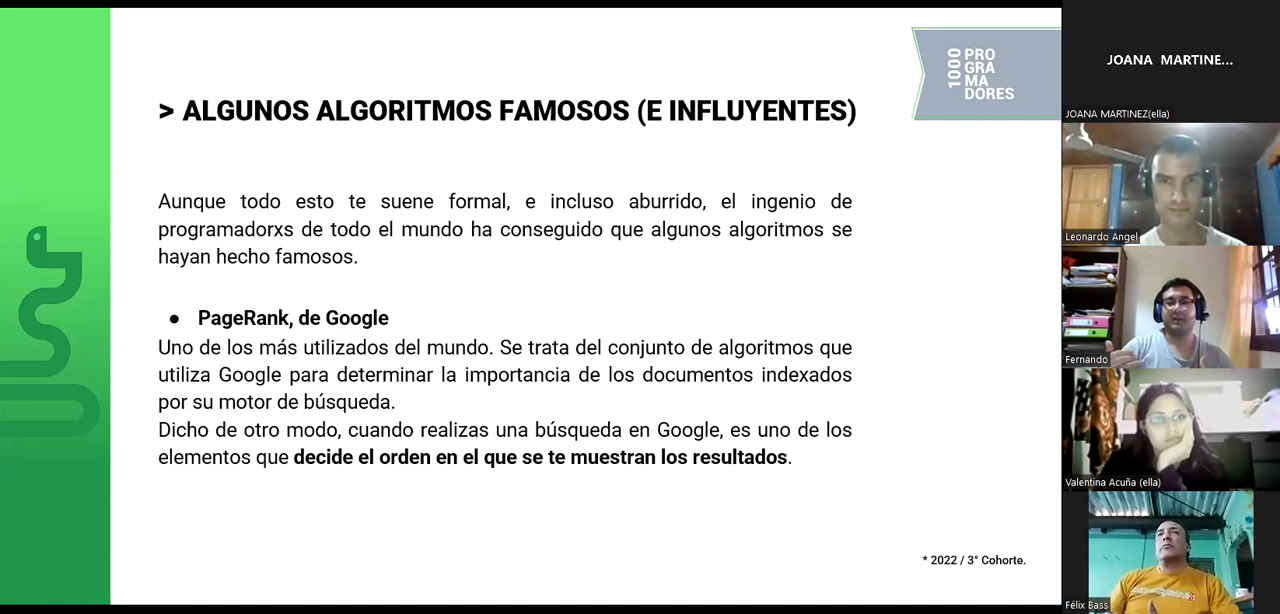 > ALGUNOS ALGORITMOS FAMOSOS (E INFLUYENTES)
1000
PRO
GRA
MA
DORES
Aunque todo esto te suene formal, e incluso aburrido, el ingenio de
programadorxs de todo el mundo ha conseguido que algunos algoritmos se
hayan hecho famosos.
● PageRank, de Google
Uno de los más utilizados del mundo. Se trata del conjunto de algoritmos que
utiliza Google para determinar la importancia de los documentos indexados
por su motor de búsqueda.
Dicho de otro modo, cuando realizas una búsqueda en Google, es uno de los
elementos que decide el orden en el que se te muestran los resultados.
* 2022 / 3° Cohorte.
JOANA MARTINE...
JOANA MARTINEZ(ella)
Leonardo Angel
Fernando
Valentina Acuña (ella)
Félix Bass